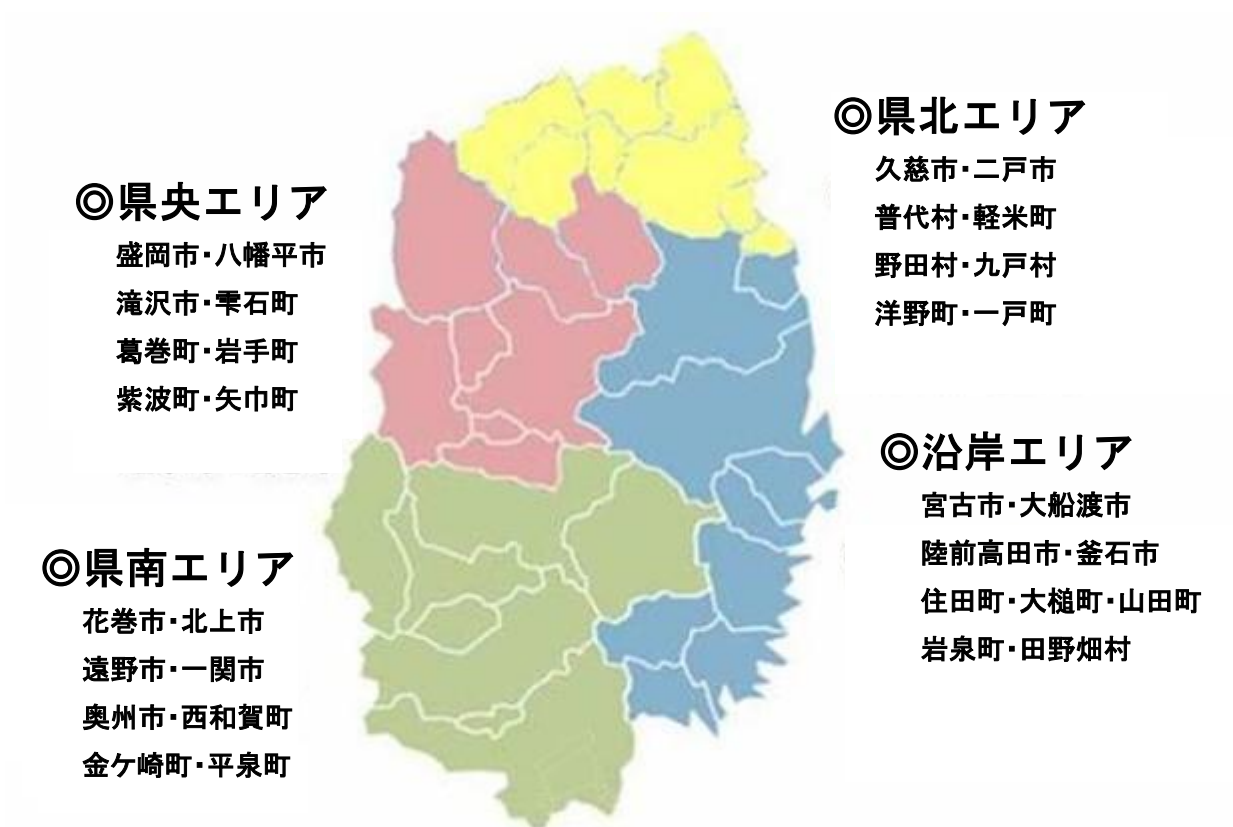 ◎県北エリア
久慈市・二戸市
普代村・軽米町
野田村・九戸村
洋野町・一戸町
◎県央エリア
盛岡市・八幡平市
滝沢市・雫石町
葛巻町・岩手町
紫波町・矢巾町
◎沿岸エリア
宮古市・大船渡市
陸前高田市・釜石市
住田町・大槌町・山田町
岩泉町・田野畑村
◎県南エリア
花巻市・北上市
遠野市・一関市
奥州市・西和賀町
金ケ崎町・平泉町